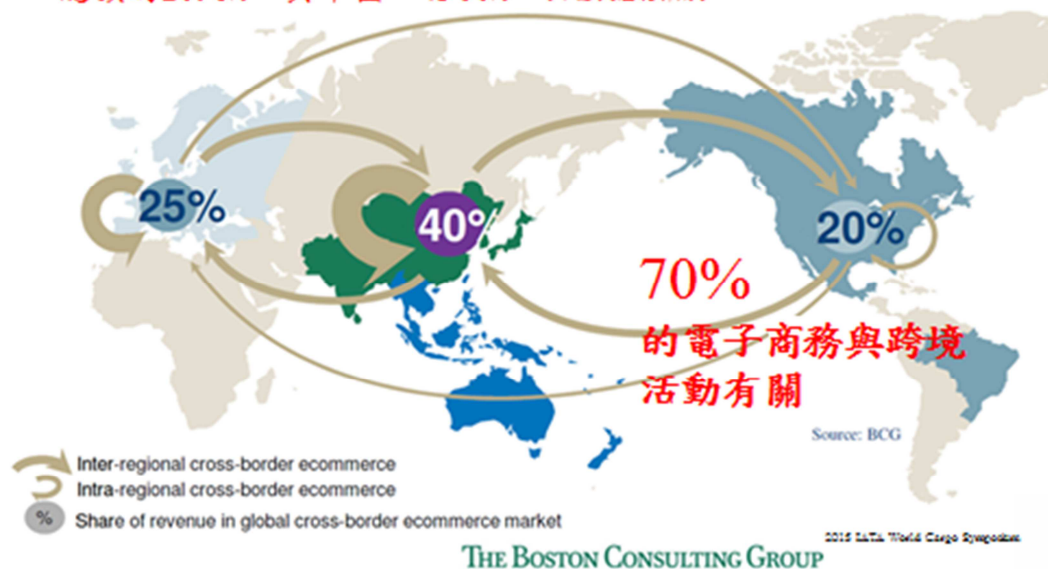 25%
40%
20%
70%
的電子商務與跨境
活動有關
Source: BCG
Inter-regional cross-border ecommerce
Intra-regional cross-border ecommerce
% Share of revenue in global cross-border ecommerce market
2015 IATA World Cargo Symposium
THE BOSTON CONSULTING GROUP